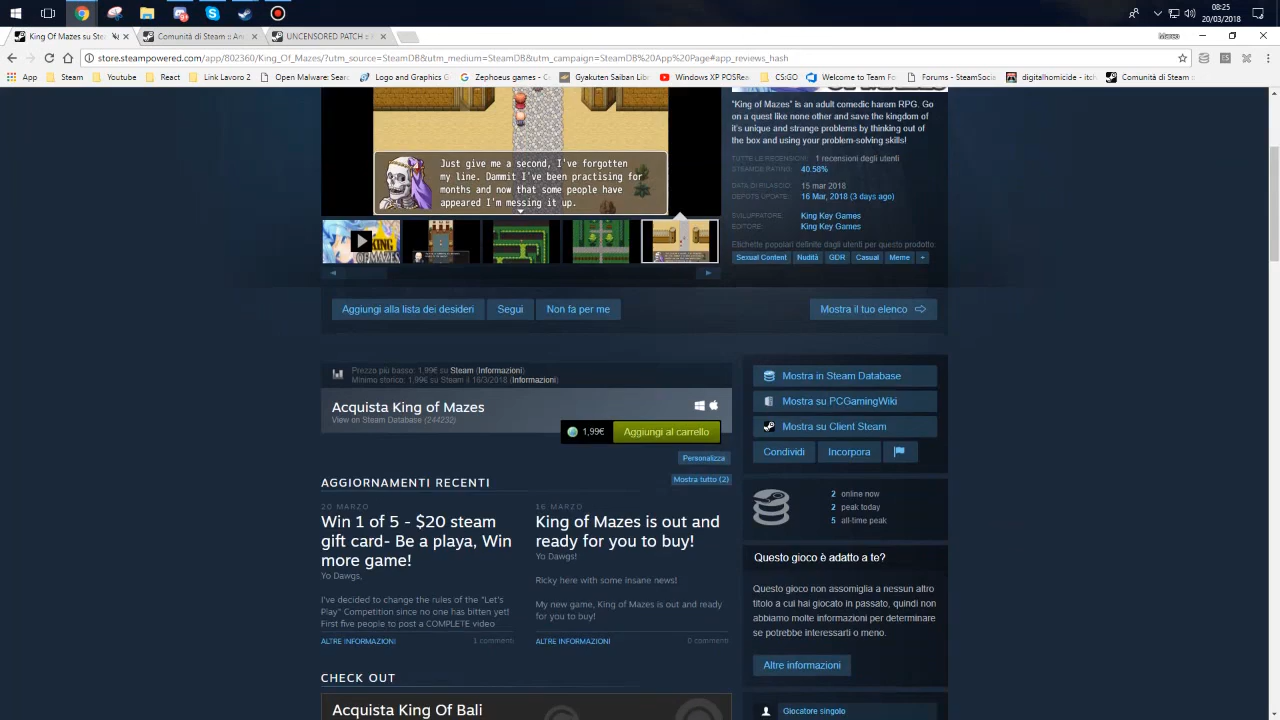 08:25
20/03/2018
Marco
King Of Mazes su Ste
Comunità di Steam :: An
UNCENSORED PATCH :: A
store.steampowered.com/app/802360/King_Of_Mazes/?utm_source=SteamDB&utm_medium=SteamDB&utm_campaign=SteamDB%20App%20Page#app_reviews_hash
App Steam Youtube React Link Lavoro 2 Open Malware: Searc Logo and Graphics G Zephoeus games - En Gyakuten Saiban Libr Windows XP POSRea CS:GO Welcome to Team Fo Forums - SteamSocia digitalhomicide - itch Comunità di Steam ::
"King of Mazes" is an adult comedic harem RPG. Go
on a quest like none other and save the kingdom of
it's unique and strange problems by thinking out of
the box and using your problem-solving skills!
TUTTE LE RECENSIONI: 1 recensioni degli utenti
STEAMDB RATING: 40.58%
DATA DI RILASCIO: 15 mar 2018
DEPOTS UPDATE: 16 Mar, 2018 (3 days ago)
SVILUPPATORE: King Key Games
EDITORE: King Key Games
Etichette popolari definite dagli utenti per questo prodotto:
Sexual Content Nudità GDR Casual Meme +
Just give me a second, I've forgotten
my line. Dammit I've been practising for
months and now that some people have
appeared I'm messing it up.
Aggiungi alla lista dei desideri Segui Non fa per me Mostra il tuo elenco
Prezzo più basso: 1,99€ su Steam (Informazioni)
Minimo storico: 1,99€ su Steam il 16/3/2018 (Informazioni)
Acquista King of Mazes
View on Steam Database (244232)
1,99€ Aggiungi al carrello
Personalizza
AGGIORNAMENTI RECENTI
Mostra tutto (2)
20 MARZO
Win 1 of 5 - $20 steam
gift card- Be a playa, Win
more game!
Yo Dawgs,
I've decided to change the rules of the "Let's
Play" Competition since no one has bitten yet!
First five people to post a COMPLETE video
ALTRE INFORMAZIONI 1 commenti
16 MARZO
King of Mazes is out and
ready for you to buy!
Yo Dawgs!
Ricky here with some insane news!
My new game, King of Mazes is out and ready
for you to buy!
ALTRE INFORMAZIONI 0 commenti
CHECK OUT
Acquista King Of Bali
Mostra in Steam Database
Mostra su PCGamingWiki
Mostra su Client Steam
Condividi Incorpora
2 online now
2 peak today
5 all-time peak
Questo gioco è adatto a te?
Questo gioco non assomiglia a nessun altro
titolo a cui hai giocato in passato, quindi non
abbiamo molte informazioni per determinare
se potrebbe interessarti o meno.
Altre informazioni
Giocatore singolo